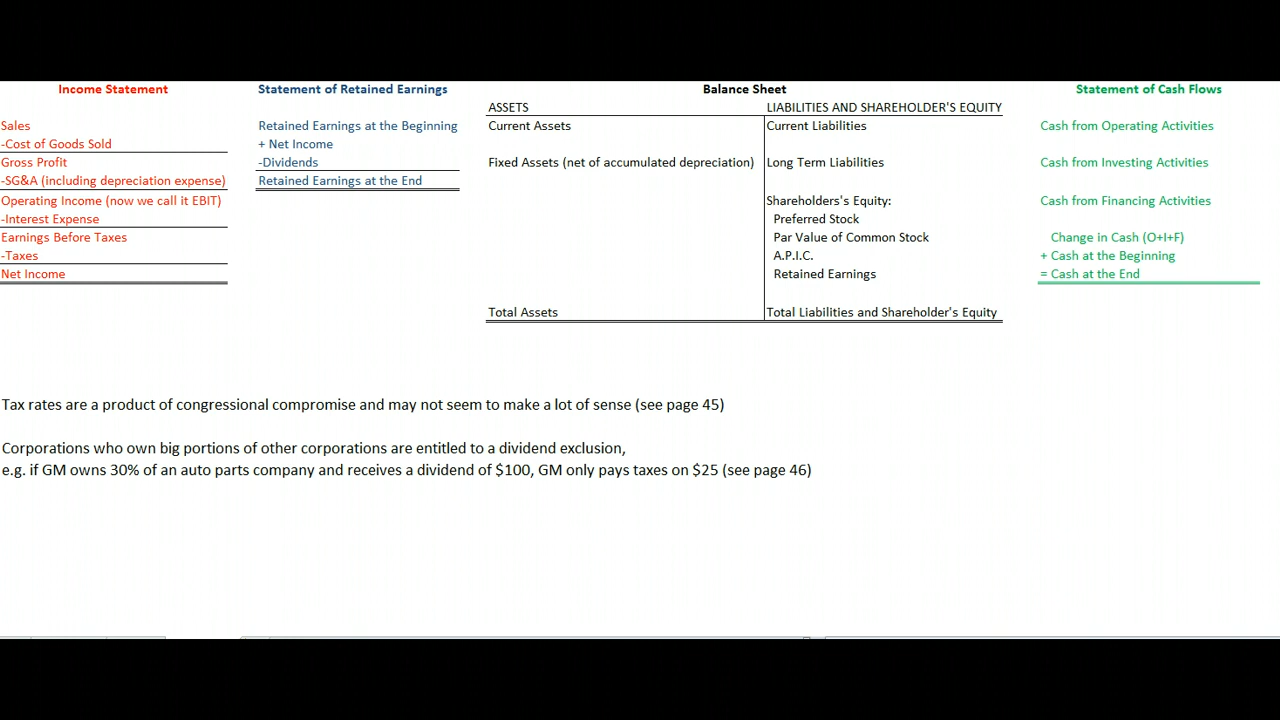 Income Statement
Sales
-Cost of Goods Sold
Gross Profit
-SG&A (including depreciation expense)
Operating Income (now we call it EBIT)
-Interest Expense
Earnings Before Taxes
-Taxes
Net Income
Statement of Retained Earnings
Retained Earnings at the Beginning
+ Net Income
-Dividends
Retained Earnings at the End
Balance Sheet
ASSETS
Current Assets
Fixed Assets (net of accumulated depreciation)
Total Assets
LIABILITIES AND SHAREHOLDER'S EQUITY
Current Liabilities
Long Term Liabilities
Shareholders's Equity:
Preferred Stock
Par Value of Common Stock
A.P.I.C.
Retained Earnings
Total Liabilities and Shareholder's Equity
Statement of Cash Flows
Cash from Operating Activities
Cash from Investing Activities
Cash from Financing Activities
Change in Cash (O+I+F)
+ Cash at the Beginning
= Cash at the End
Tax rates are a product of congressional compromise and may not seem to make a lot of sense (see page 45)
Corporations who own big portions of other corporations are entitled to a dividend exclusion,
e.g. if GM owns 30% of an auto parts company and receives a dividend of $100, GM only pays taxes on $25 (see page 46)